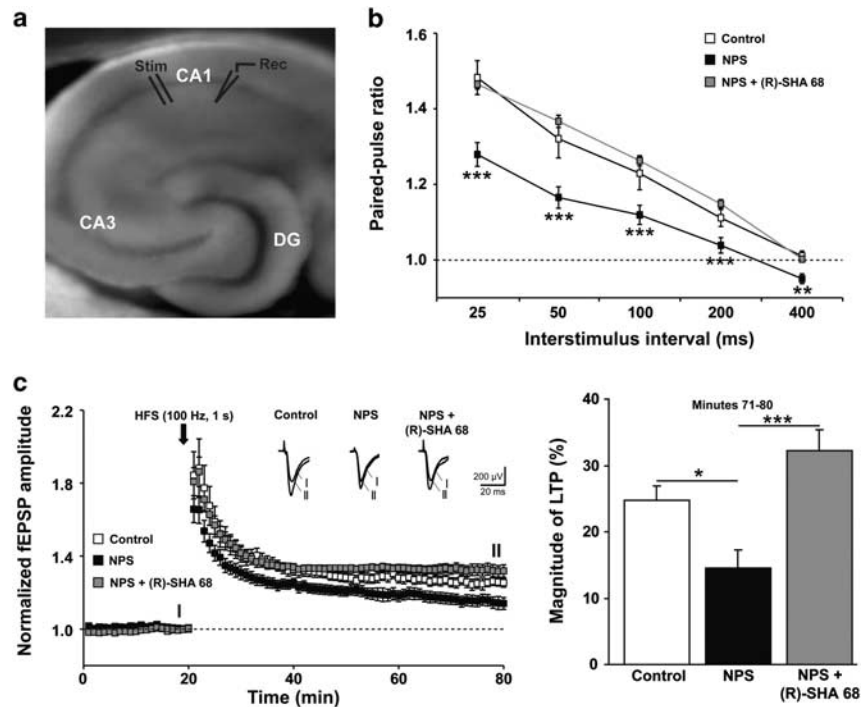 a
Stim
CA1
Rec
CA3
DG
b
Paired-pulse ratio
1.6
1.4
1.2
1.0
Control
NPS
NPS + (R)-SHA 68
***
***
***
***
**
25 50 100 200 400
Interstimulus interval (ms)
c
Normalized fEPSP amplitude
2.2
1.8
1.4
1.0
HFS (100 Hz, 1 s)
Control
NPS
NPS +
(R)-SHA 68
I
II
I
II
I
II
200 µV
20 ms
Control
NPS
NPS + (R)-SHA 68
I
II
0 20 40 60 80
Time (min)
Magnitude of LTP (%)
40
30
20
10
0
Minutes 71-80
***
*
Control
NPS
NPS +
(R)-SHA 68